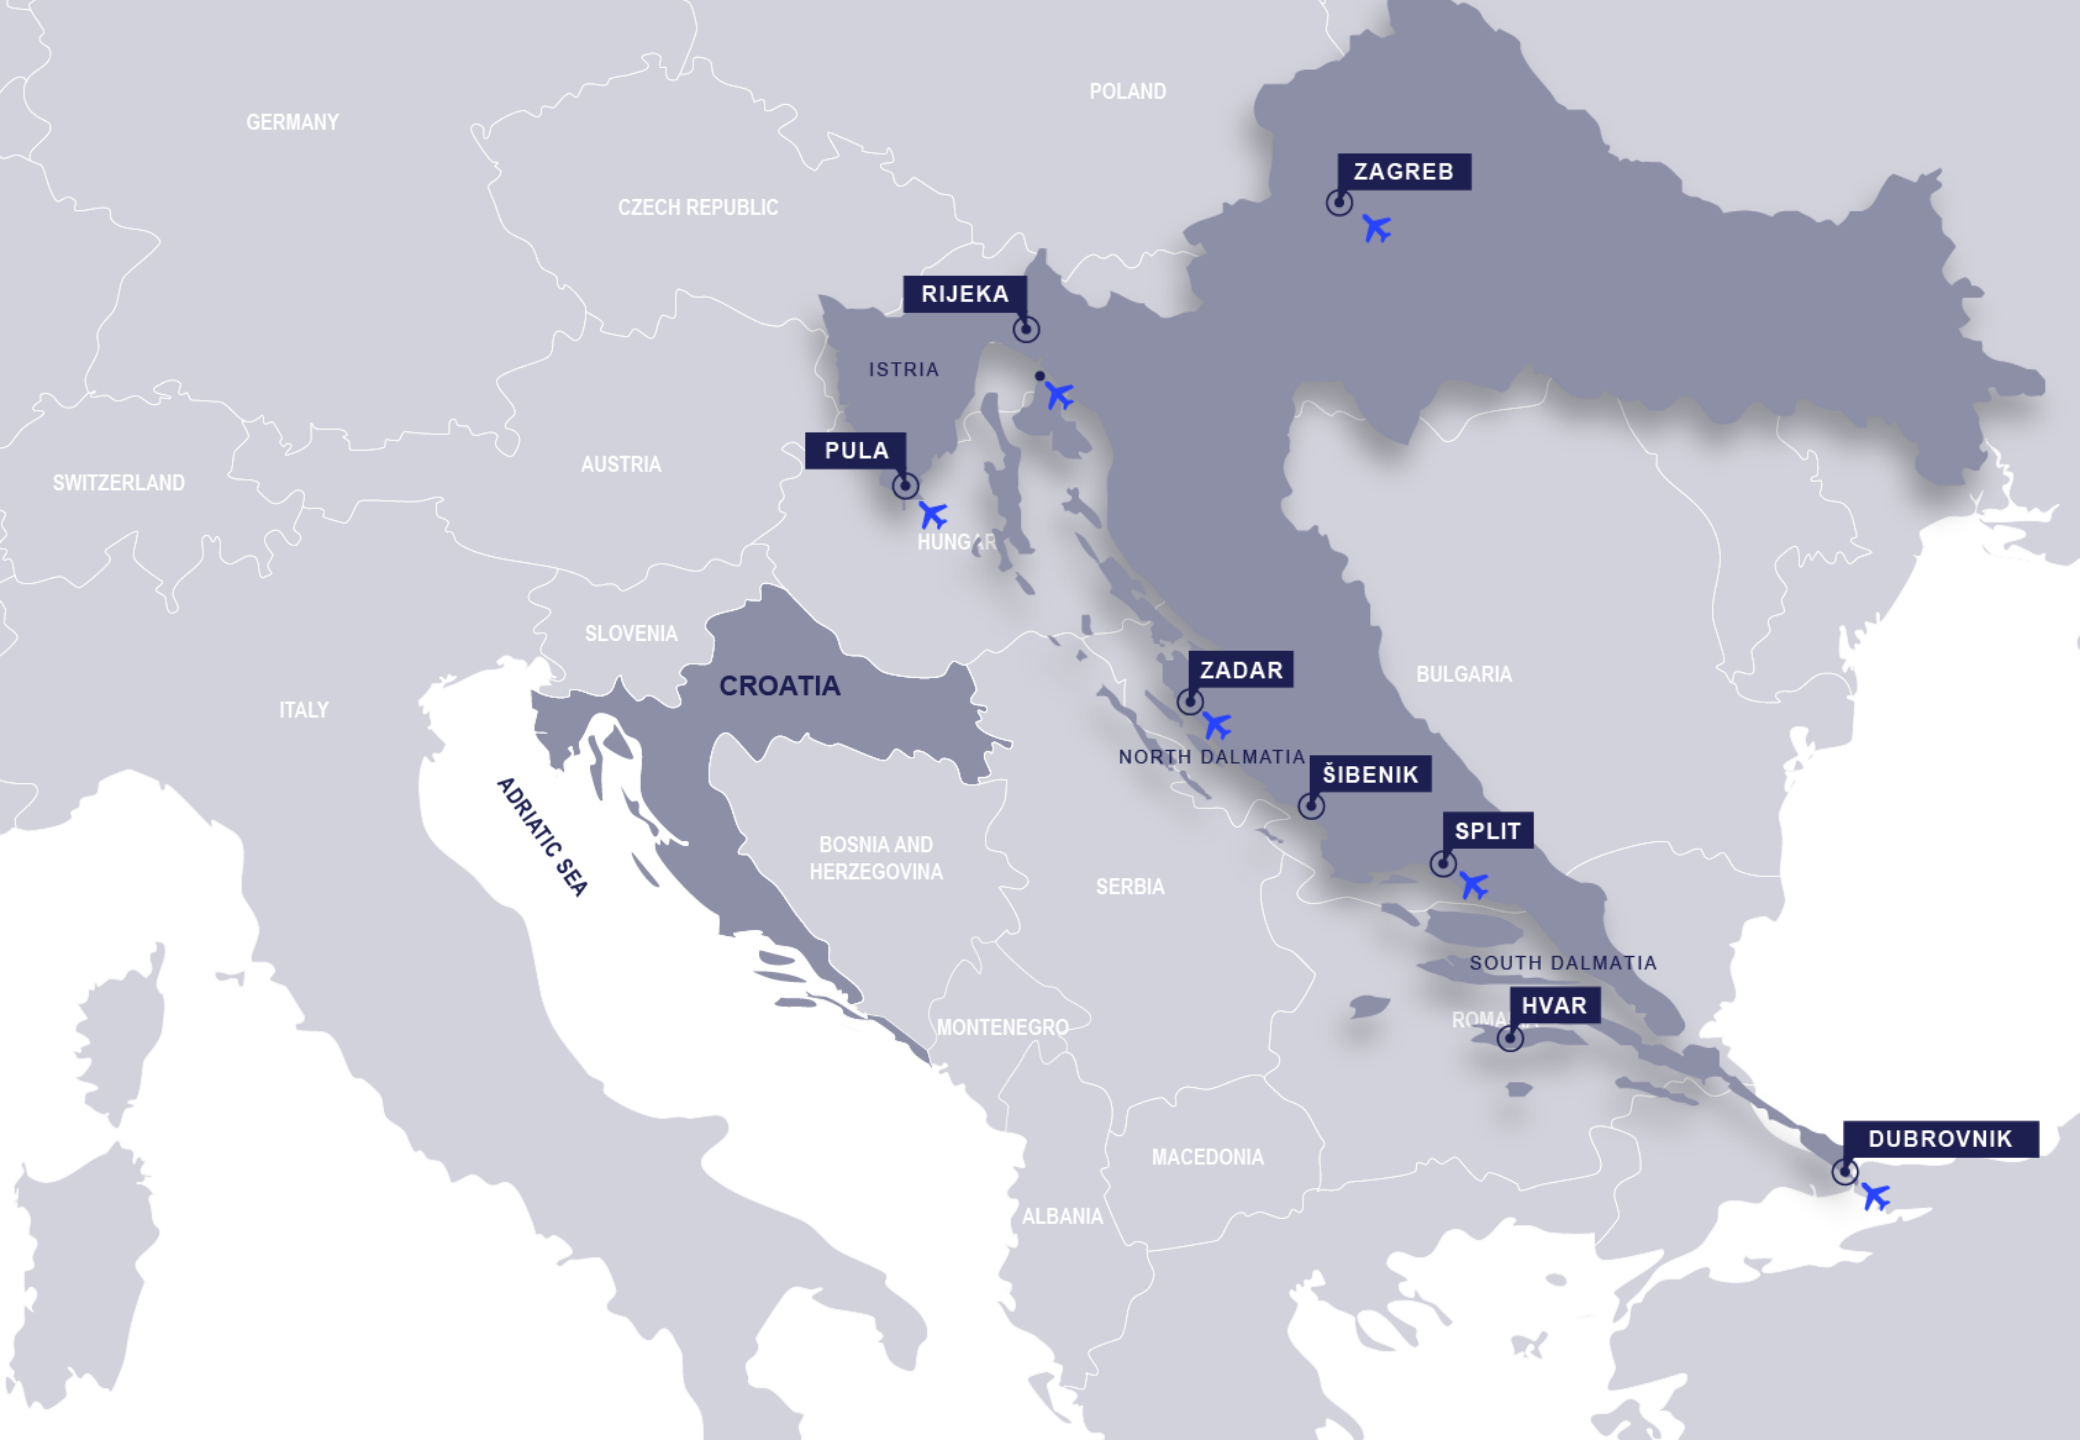 POLAND
GERMANY
ZAGREB
CZECH REPUBLIC
RIJEKA
ISTRIA
PULA
AUSTRIA
SWITZERLAND
HUNGAR
SLOVENIA
ZADAR
BULGARIA
CROATIA
ITALY
NORTH DALMATIA
ŠIBENIK
ADRIATIC SEA
SPLIT
BOSNIA AND
HERZEGOVINA
SERBIA
SOUTH DALMATIA
HVAR
MONTENEGRO
DUBROVNIK
MACEDONIA
ALBANIA